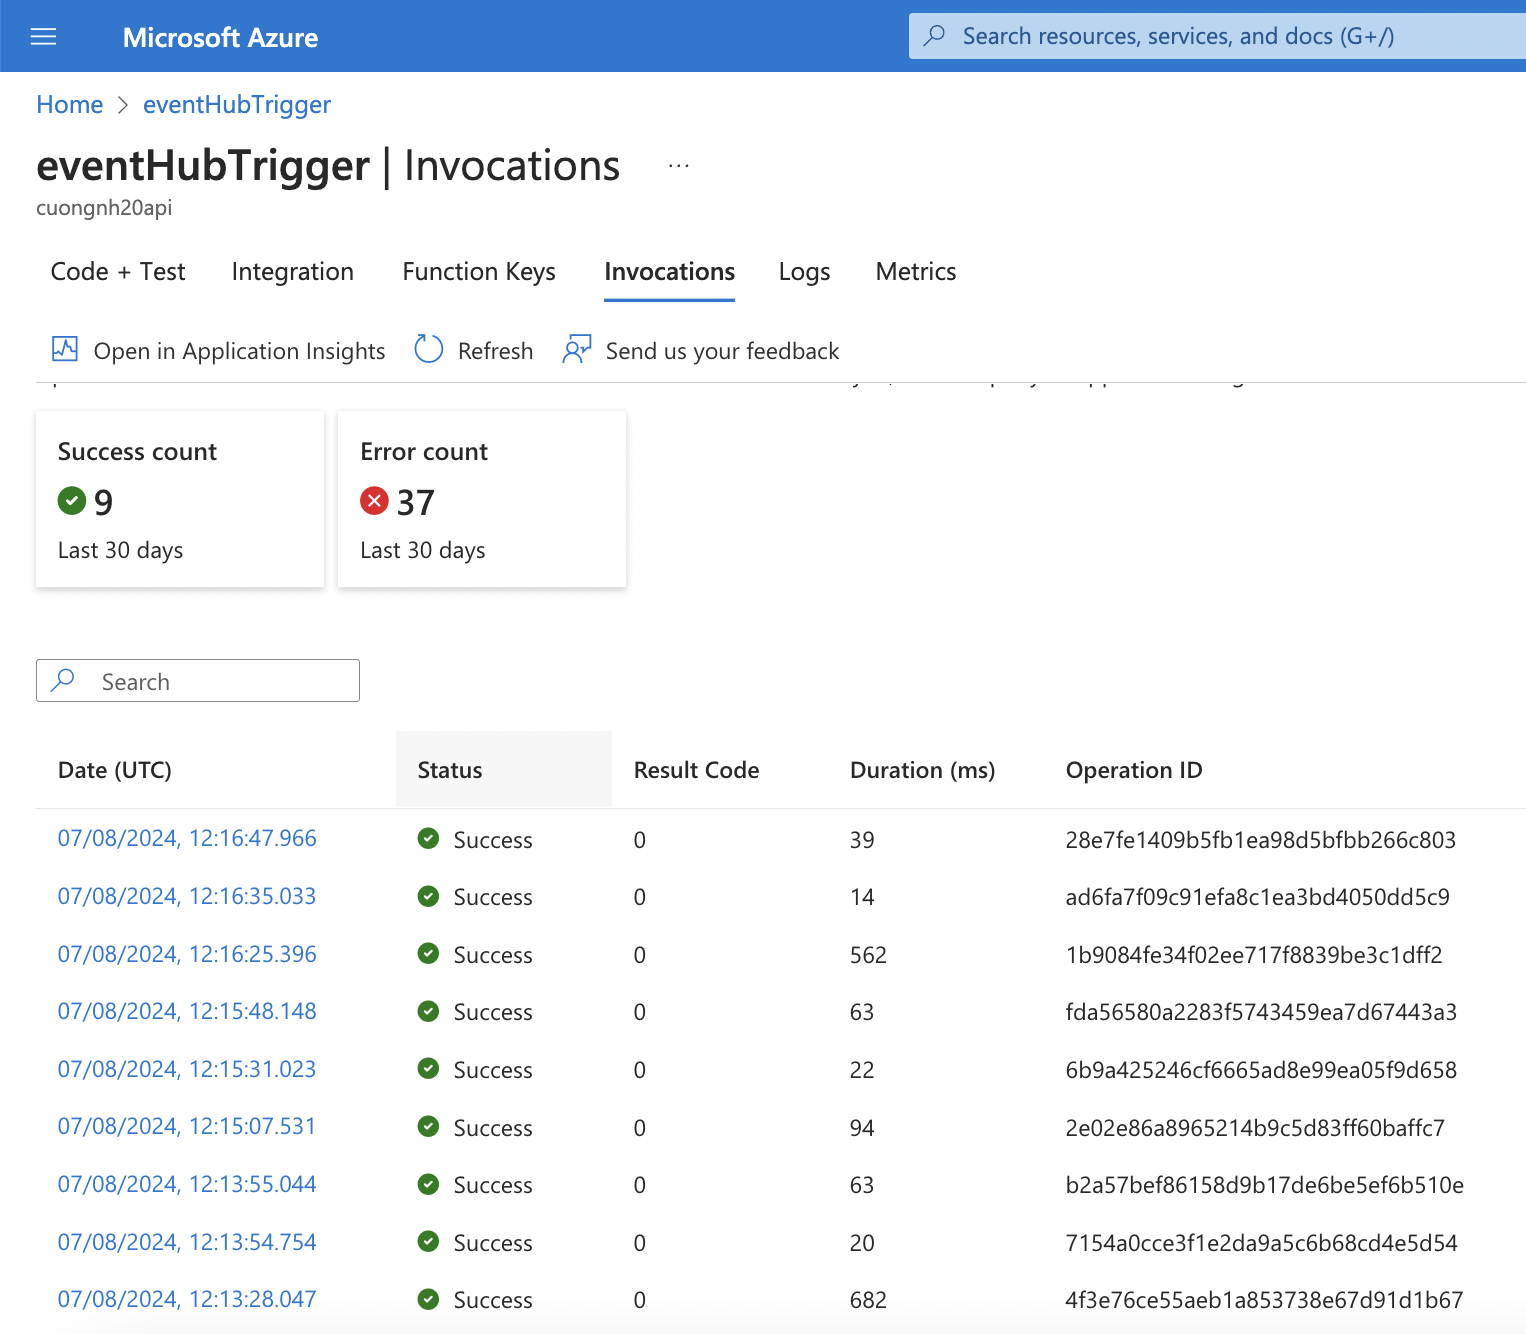 Microsoft Azure
Search resources, services, and docs (G+/)
Home > eventHubTrigger
eventHubTrigger | Invocations ...
cuongnh20api
Code + Test Integration Function Keys Invocations Logs Metrics
Open in Application Insights Refresh Send us your feedback
Success count
9
Last 30 days
Error count
37
Last 30 days
Search
Date (UTC) Status Result Code Duration (ms) Operation ID
07/08/2024, 12:16:47.966 Success 0 39 28e7fe1409b5fb1ea98d5bfbb266c803
07/08/2024, 12:16:35.033 Success 0 14 ad6fa7f09c91efa8c1ea3bd4050dd5c9
07/08/2024, 12:16:25.396 Success 0 562 1b9084fe34f02ee717f8839be3c1dff2
07/08/2024, 12:15:48.148 Success 0 63 fda56580a2283f5743459ea7d67443a3
07/08/2024, 12:15:31.023 Success 0 22 6b9a425246cf6665ad8e99ea05f9d658
07/08/2024, 12:15:07.531 Success 0 94 2e02e86a8965214b9c5d83ff60baffc7
07/08/2024, 12:13:55.044 Success 0 63 b2a57bef86158d9b17de6be5ef6b510e
07/08/2024, 12:13:54.754 Success 0 20 7154a0cce3f1e2da9a5c6b68cd4e5d54
07/08/2024, 12:13:28.047 Success 0 682 4f3e76ce55aeb1a853738e67d91d1b67